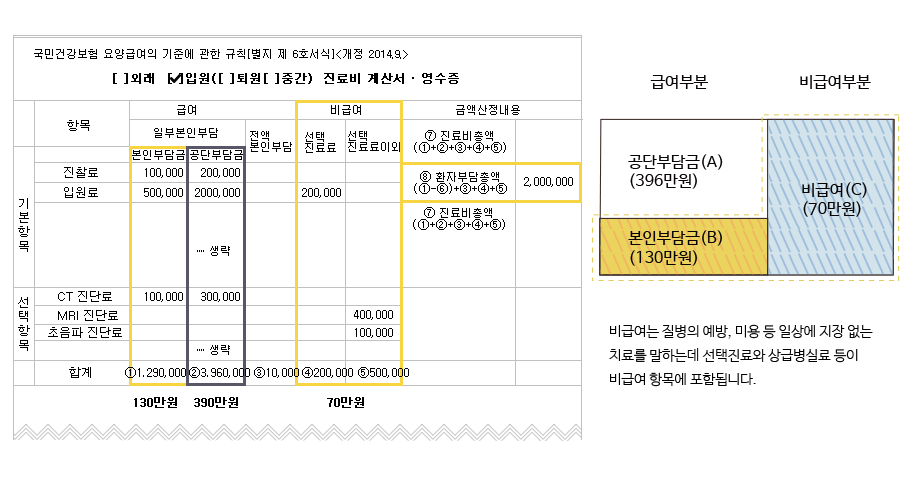 국민건강보험 요양급여의 기준에 관한 규칙[별지 제 6호서식]<개정 2014.9.>
[ ]외래 [✓]입원([ ]퇴원[ ]중간) 진료비 계산서 · 영수증
항목 급여 비급여 금액산정내용
일부본인부담 전액 본인부담 선택 진료료 선택 진료료이외
본인부담금 공단부담금
⑦ 진료비총액
(①+②+③+④+⑤)
기본항목
진찰료 100,000 200,000
입원료 500,000 2000,000 200,000
⑧ 환자부담총액
(①-⑥)+③+④+⑤ 2,000,000
⑦ 진료비총액
(①+②+③+④+⑤)
··· 생략
선택항목
CT 진단료 100,000 300,000
MRI 진단료 400,000
초음파 진단료 100,000
··· 생략
합계 ①1.290,000 ②3.960,000 ③10,000 ④200,000 ⑤500,000
130만원 390만원 70만원
급여부분 비급여부분
공단부담금(A)
(396만원)
본인부담금(B)
(130만원)
비급여(C)
(70만원)
비급여는 질병의 예방, 미용 등 일상에 지장 없는
치료를 말하는데 선택진료와 상급병실료 등이
비급여 항목에 포함됩니다.